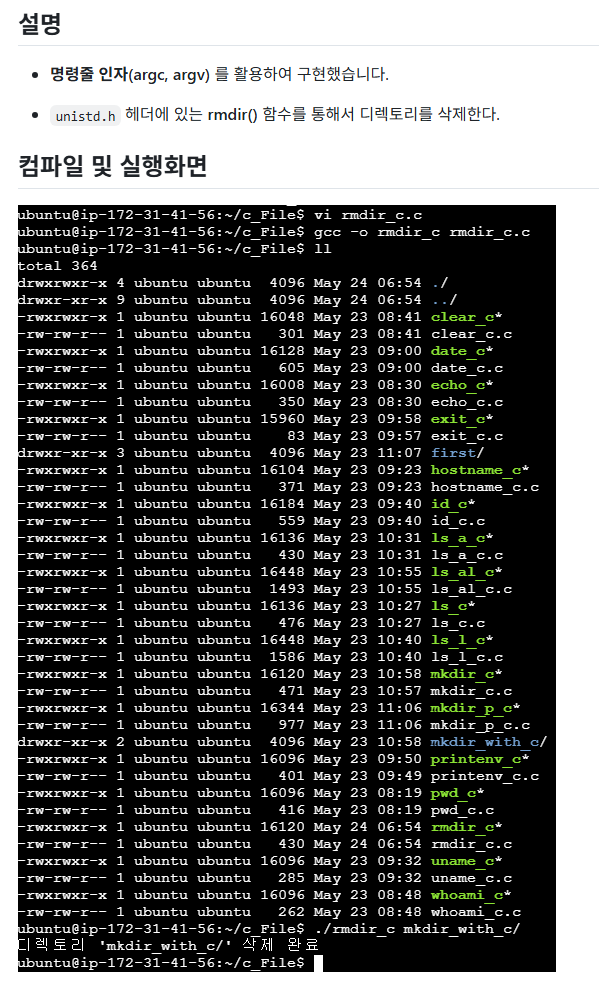 설명
명령줄 인자(argc, argv) 를 활용하여 구현했습니다.
unistd.h 헤더에 있는 rmdir() 함수를 통해서 디렉토리를 삭제한다.
컴파일 및 실행화면
ubuntu@ip-172-31-41-56:~/c_File$ vi rmdir_c.c
ubuntu@ip-172-31-41-56:~/c_File$ gcc -o rmdir_c rmdir_c.c
ubuntu@ip-172-31-41-56:~/c_File$ ll
total 364
drwxrwxr-x 4 ubuntu ubuntu  4096 May 24 06:54 ./
drwxr-xr-x 9 ubuntu ubuntu  4096 May 24 06:54 ../
-rwxrwxr-x 1 ubuntu ubuntu 16048 May 23 08:41 clear_c*
-rw-rw-r-- 1 ubuntu ubuntu   301 May 23 08:41 clear_c.c
-rwxrwxr-x 1 ubuntu ubuntu 16128 May 23 09:00 date_c*
-rw-rw-r-- 1 ubuntu ubuntu   605 May 23 09:00 date_c.c
-rwxrwxr-x 1 ubuntu ubuntu 16008 May 23 08:30 echo_c*
-rw-rw-r-- 1 ubuntu ubuntu   350 May 23 08:30 echo_c.c
-rwxrwxr-x 1 ubuntu ubuntu 15960 May 23 09:58 exit_c*
-rw-rw-r-- 1 ubuntu ubuntu    83 May 23 09:57 exit_c.c
drwxr-xr-x 3 ubuntu ubuntu  4096 May 23 11:07 first/
-rwxrwxr-x 1 ubuntu ubuntu 16104 May 23 09:23 hostname_c*
-rw-rw-r-- 1 ubuntu ubuntu   371 May 23 09:23 hostname_c.c
-rwxrwxr-x 1 ubuntu ubuntu 16184 May 23 09:40 id_c*
-rw-rw-r-- 1 ubuntu ubuntu   559 May 23 09:40 id_c.c
-rwxrwxr-x 1 ubuntu ubuntu 16136 May 23 10:31 ls_a_c*
-rw-rw-r-- 1 ubuntu ubuntu   430 May 23 10:31 ls_a_c.c
-rwxrwxr-x 1 ubuntu ubuntu 16448 May 23 10:55 ls_al_c*
-rw-rw-r-- 1 ubuntu ubuntu  1493 May 23 10:55 ls_al_c.c
-rwxrwxr-x 1 ubuntu ubuntu 16136 May 23 10:27 ls_c*
-rw-rw-r-- 1 ubuntu ubuntu   476 May 23 10:27 ls_c.c
-rwxrwxr-x 1 ubuntu ubuntu 16448 May 23 10:40 ls_l_c*
-rw-rw-r-- 1 ubuntu ubuntu  1586 May 23 10:40 ls_l_c.c
-rwxrwxr-x 1 ubuntu ubuntu 16120 May 23 10:58 mkdir_c*
-rw-rw-r-- 1 ubuntu ubuntu   471 May 23 10:57 mkdir_c.c
-rwxrwxr-x 1 ubuntu ubuntu 16344 May 23 11:06 mkdir_p_c*
-rw-rw-r-- 1 ubuntu ubuntu   977 May 23 11:06 mkdir_p_c.c
drwxr-xr-x 2 ubuntu ubuntu  4096 May 23 10:58 mkdir_with_c/
-rwxrwxr-x 1 ubuntu ubuntu 16096 May 23 09:50 printenv_c*
-rw-rw-r-- 1 ubuntu ubuntu   401 May 23 09:49 printenv_c.c
-rwxrwxr-x 1 ubuntu ubuntu 16096 May 23 08:19 pwd_c*
-rw-rw-r-- 1 ubuntu ubuntu   416 May 23 08:19 pwd_c.c
-rwxrwxr-x 1 ubuntu ubuntu 16120 May 24 06:54 rmdir_c*
-rw-rw-r-- 1 ubuntu ubuntu   430 May 24 06:54 rmdir_c.c
-rwxrwxr-x 1 ubuntu ubuntu 16096 May 23 09:32 uname_c*
-rw-rw-r-- 1 ubuntu ubuntu   285 May 23 09:32 uname_c.c
-rwxrwxr-x 1 ubuntu ubuntu 16096 May 23 08:48 whoami_c*
-rw-rw-r-- 1 ubuntu ubuntu   262 May 23 08:48 whoami_c.c
ubuntu@ip-172-31-41-56:~/c_File$ ./rmdir_c mkdir_with_c/
디렉토리 'mkdir_with_c/' 삭제 완료
ubuntu@ip-172-31-41-56:~/c_File$